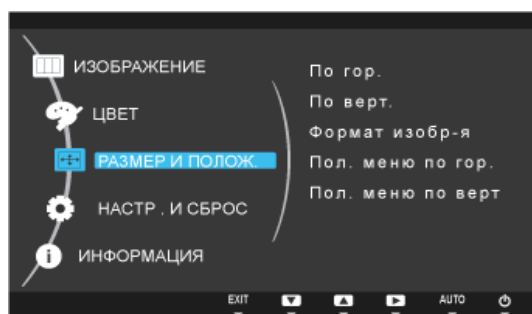 ИЗОБРАЖЕНИЕ
ЦВЕТ
РАЗМЕР И ПОЛОЖ.
НАСТР . И СБРОС
ИНФОРМАЦИЯ
По гор.
По верт.
Формат изобр-я
Пол. меню по гор.
Пол. меню по верт
EXIT AUTO